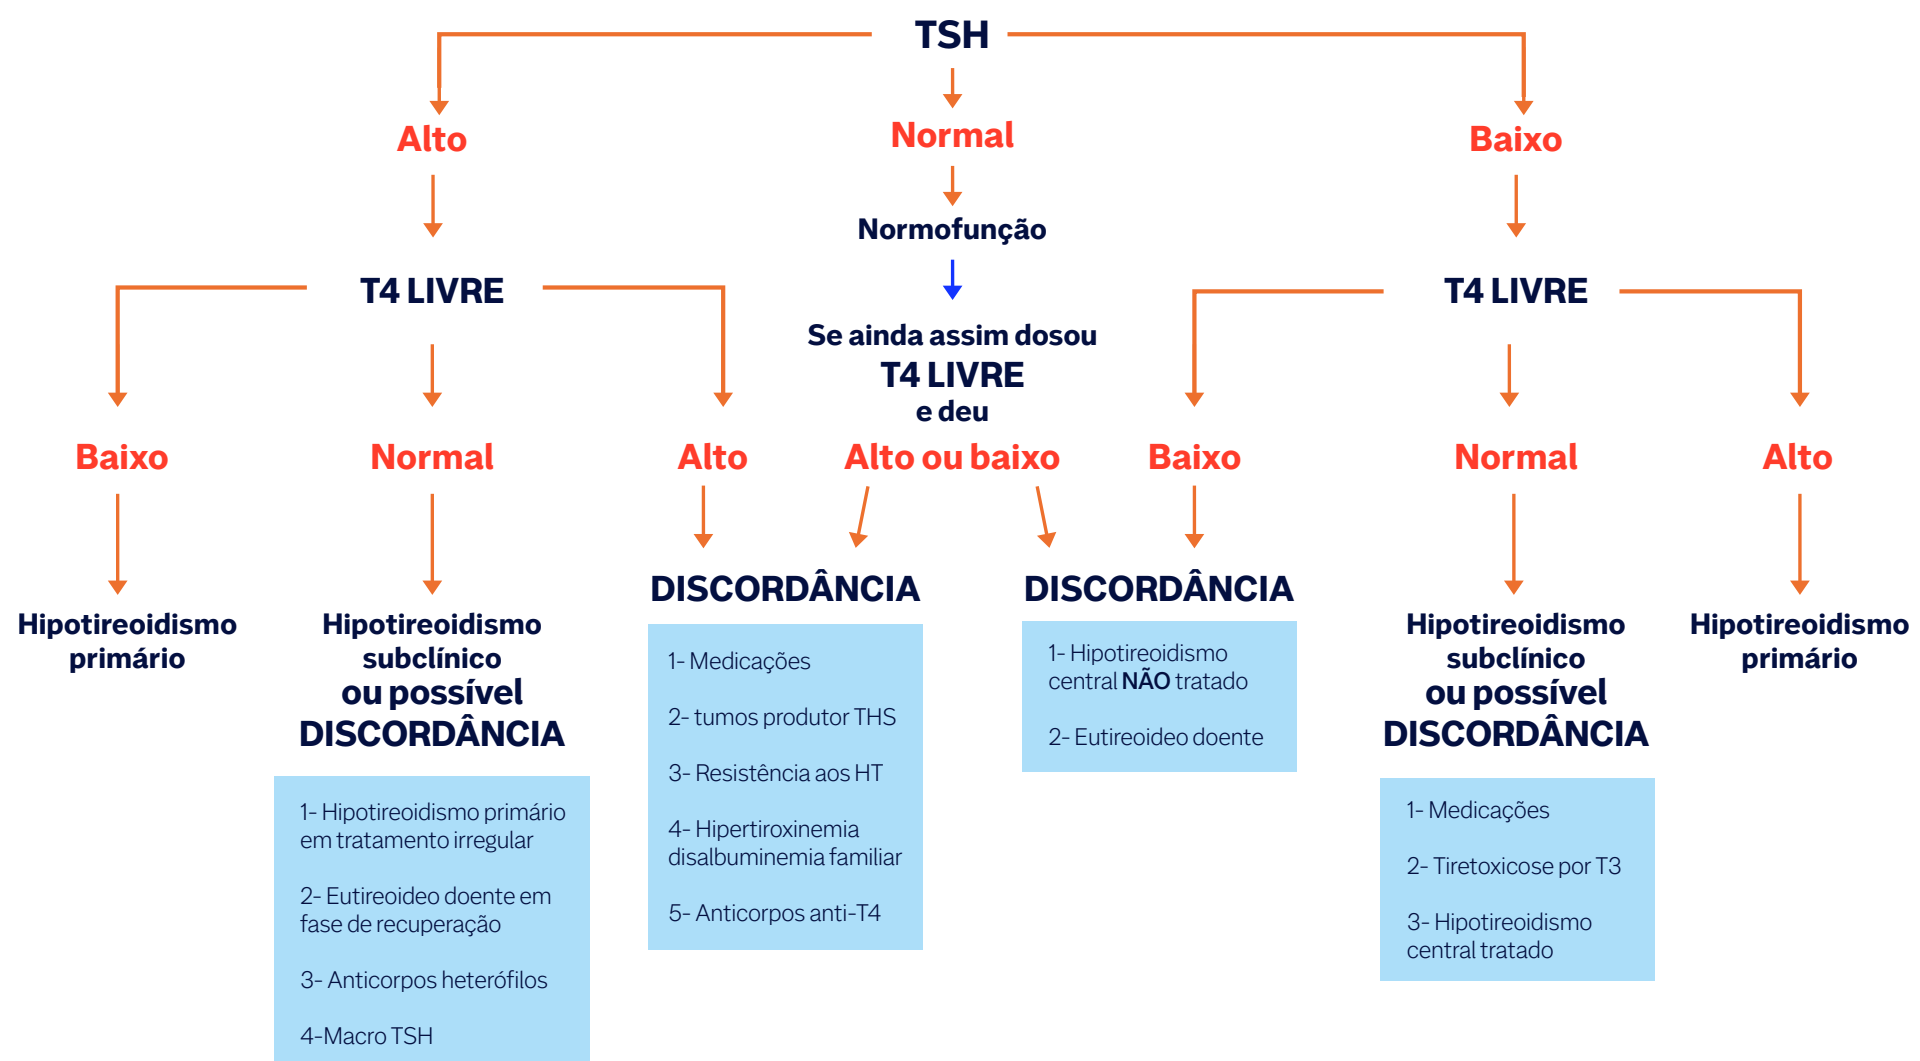 TSH
Alto
Normal
Baixo
Normofunção
T4 LIVRE
T4 LIVRE
Se ainda assim dosou
T4 LIVRE
e deu
Baixo
Normal
Alto
Alto ou baixo
Baixo
Normal
Alto
Hipotireoidismo
primário
Hipotireoidismo
subclínico
ou possível
DISCORDÂNCIA
1- Hipotireoidismo primário
em tratamento irregular
2- Eutireoideo doente em
fase de recuperação
3- Anticorpos heterófilos
4-Macro TSH
DISCORDÂNCIA
1- Medicações
2- tumos produtor THS
3- Resistência aos HT
4- Hipertiroxinemia
disalbuminemia familiar
5- Anticorpos anti-T4
DISCORDÂNCIA
1- Hipotireoidismo
central NÃO tratado
2- Eutireoideo doente
Hipotireoidismo
subclínico
ou possível
DISCORDÂNCIA
1- Medicações
2- Tiretoxicose por T3
3- Hipotireoidismo
central tratado
Hipotireoidismo
primário